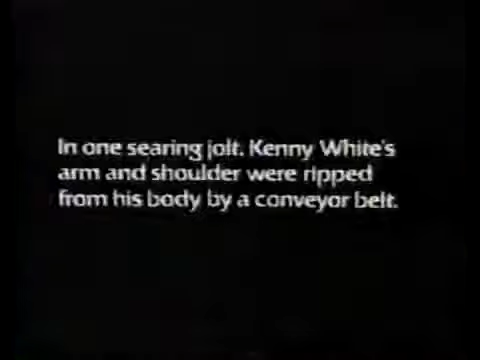 In one searing jolt. Kenny White's
arm and shoulder were ripped
from his body by a conveyor belt.